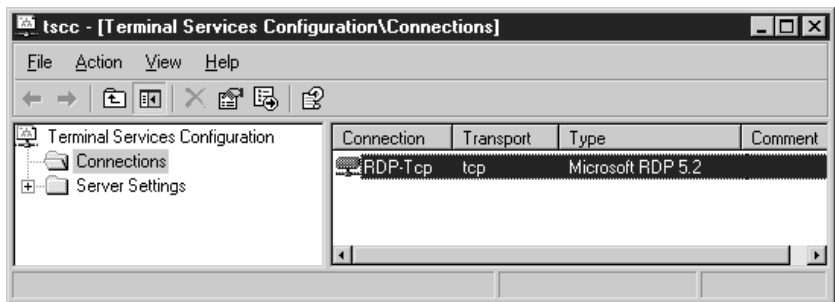 tscc - [Terminal Services Configuration\Connections]
File Action View Help
Terminal Services Configuration
Connections
Server Settings
Connection Transport Type Comment
RDP-Tcp tcp Microsoft RDP 5.2